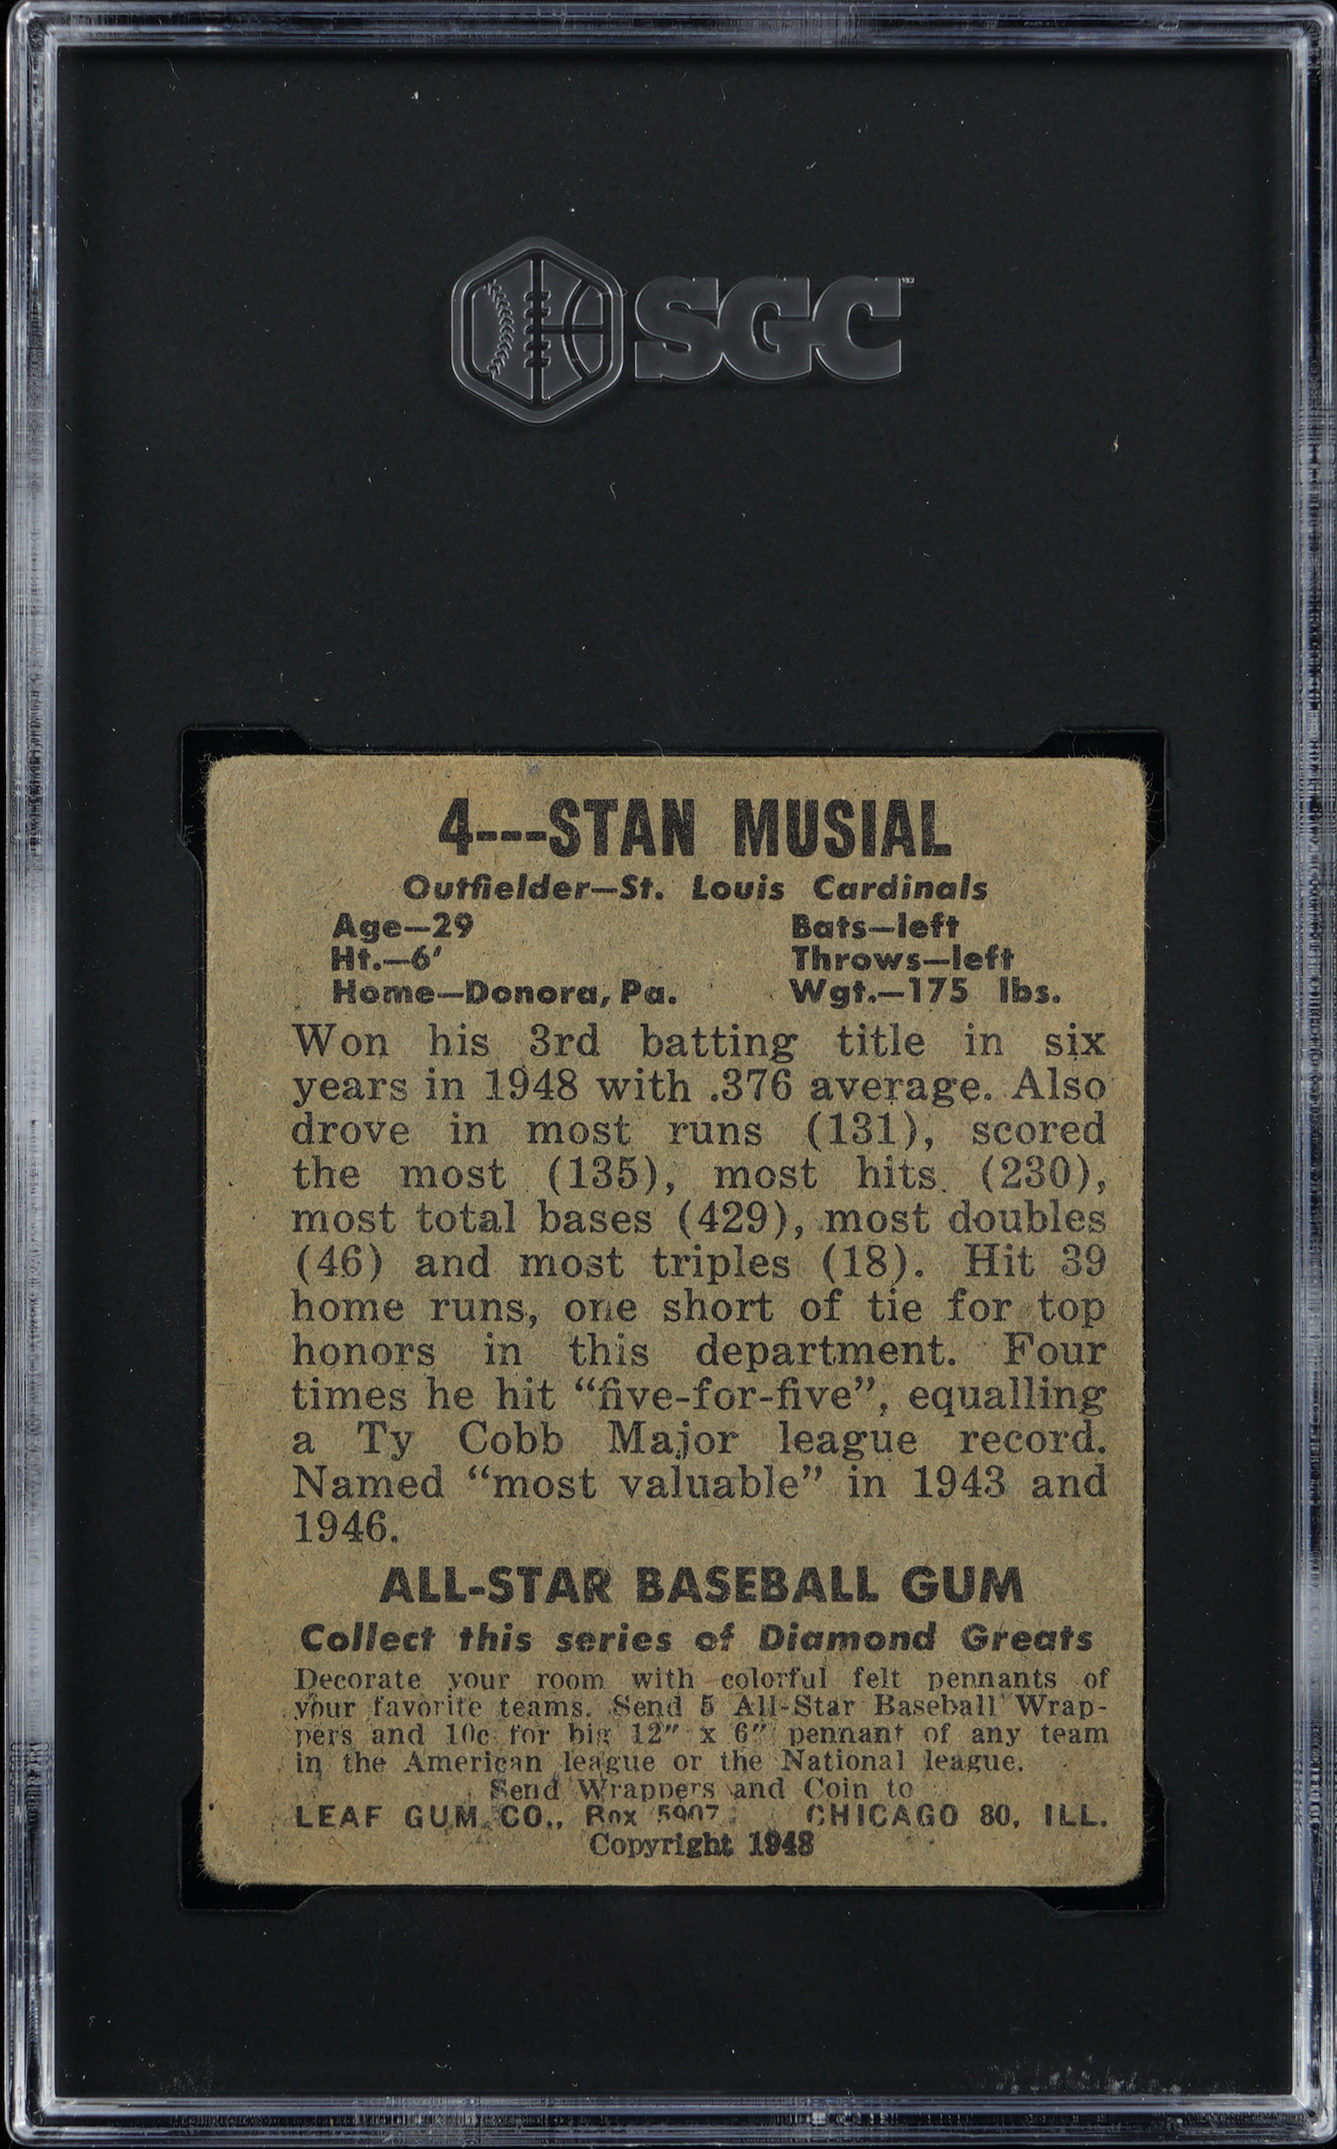 SGC
4---STAN MUSIAL
Outfielder—St. Louis Cardinals
Age—29 Bats—left
Ht.—6' Throws—left
Home—Donora, Pa. Wgt.—175 lbs.
Won his 3rd batting title in six
years in 1948 with .376 average. Also
drove in most runs (131), scored
the most (135), most hits (230),
most total bases (429), most doubles
(46) and most triples (18). Hit 39
home runs, one short of tie for top
honors in this department. Four
times he hit “five-for-five”, equalling
a Ty Cobb Major league record.
Named “most valuable” in 1943 and
1946.
ALL-STAR BASEBALL GUM
Collect this series of Diamond Greats
Decorate your room with colorful felt pennants of
your favorite teams. Send 5 All-Star Baseball Wrap-
pers and 10c for big 12” x 6” pennant of any team
in the American league or the National league.
Send Wrappers and Coin to
LEAF GUM CO., Box 5907 CHICAGO 80, ILL.
Copyright 1948